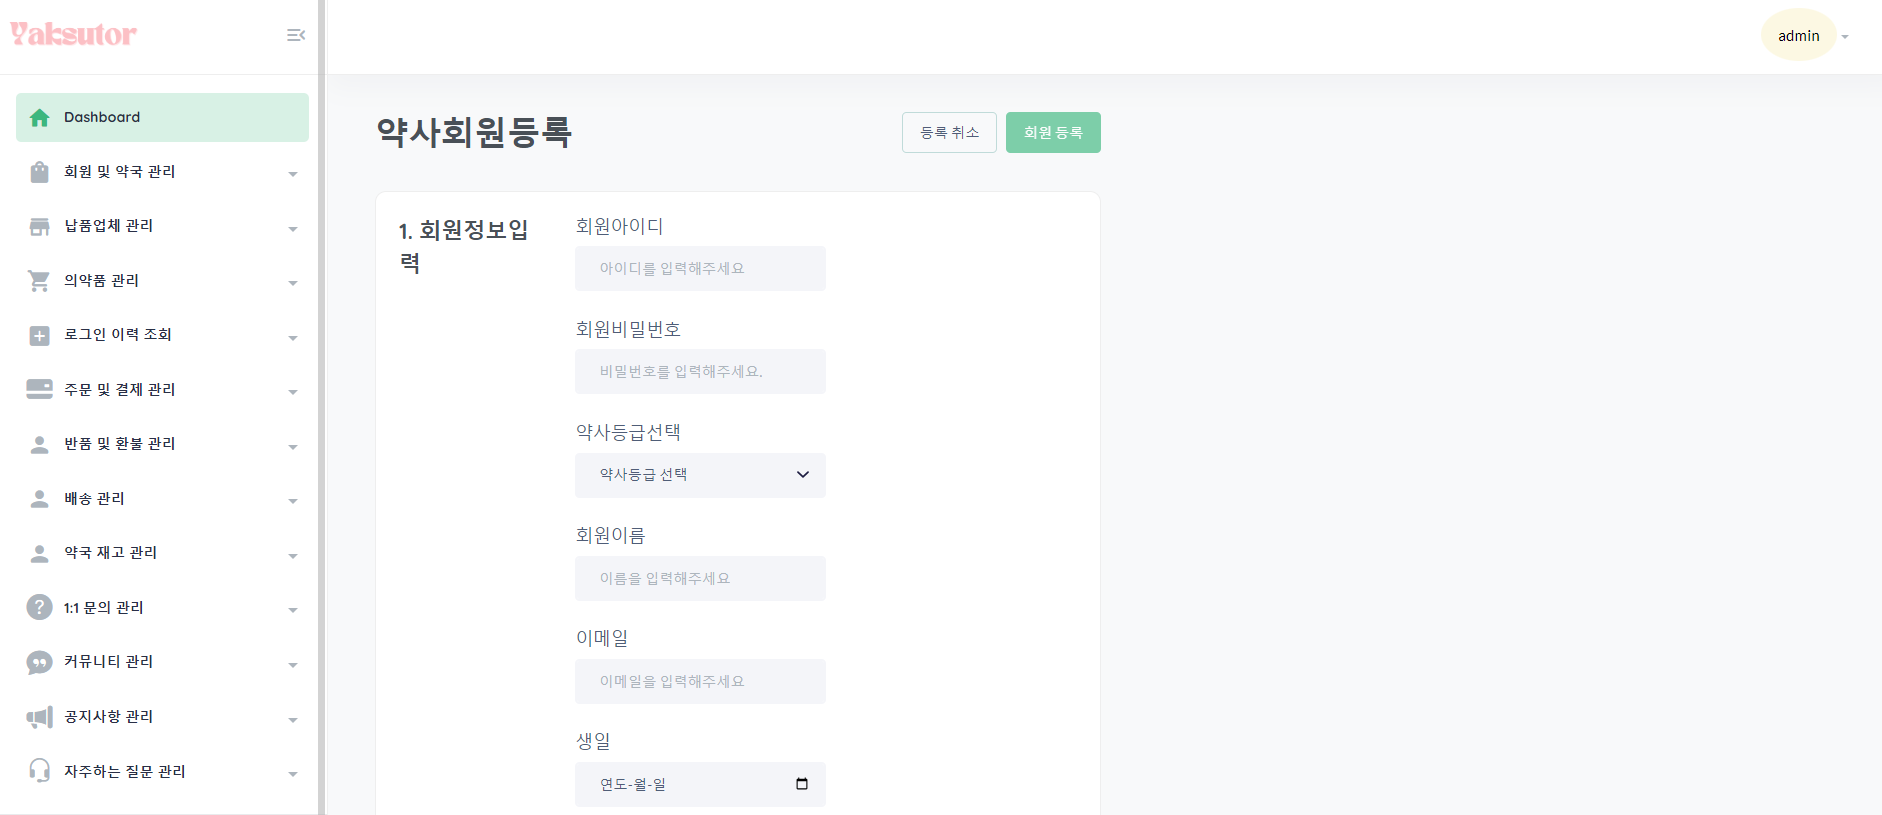 Yaksutor
admin
Dashboard
회원 및 약국 관리
납품업체 관리
의약품 관리
로그인 이력 조회
주문 및 결제 관리
반품 및 환불 관리
배송 관리
약국 재고 관리
1:1 문의 관리
커뮤니티 관리
공지사항 관리
자주하는 질문 관리
약사회원등록
등록 취소
회원 등록
1. 회원정보입
력
회원아이디
아이디를 입력해주세요
회원비밀번호
비밀번호를 입력해주세요.
약사등급선택
약사등급 선택
회원이름
이름을 입력해주세요
이메일
이메일을 입력해주세요
생일
연도-월-일